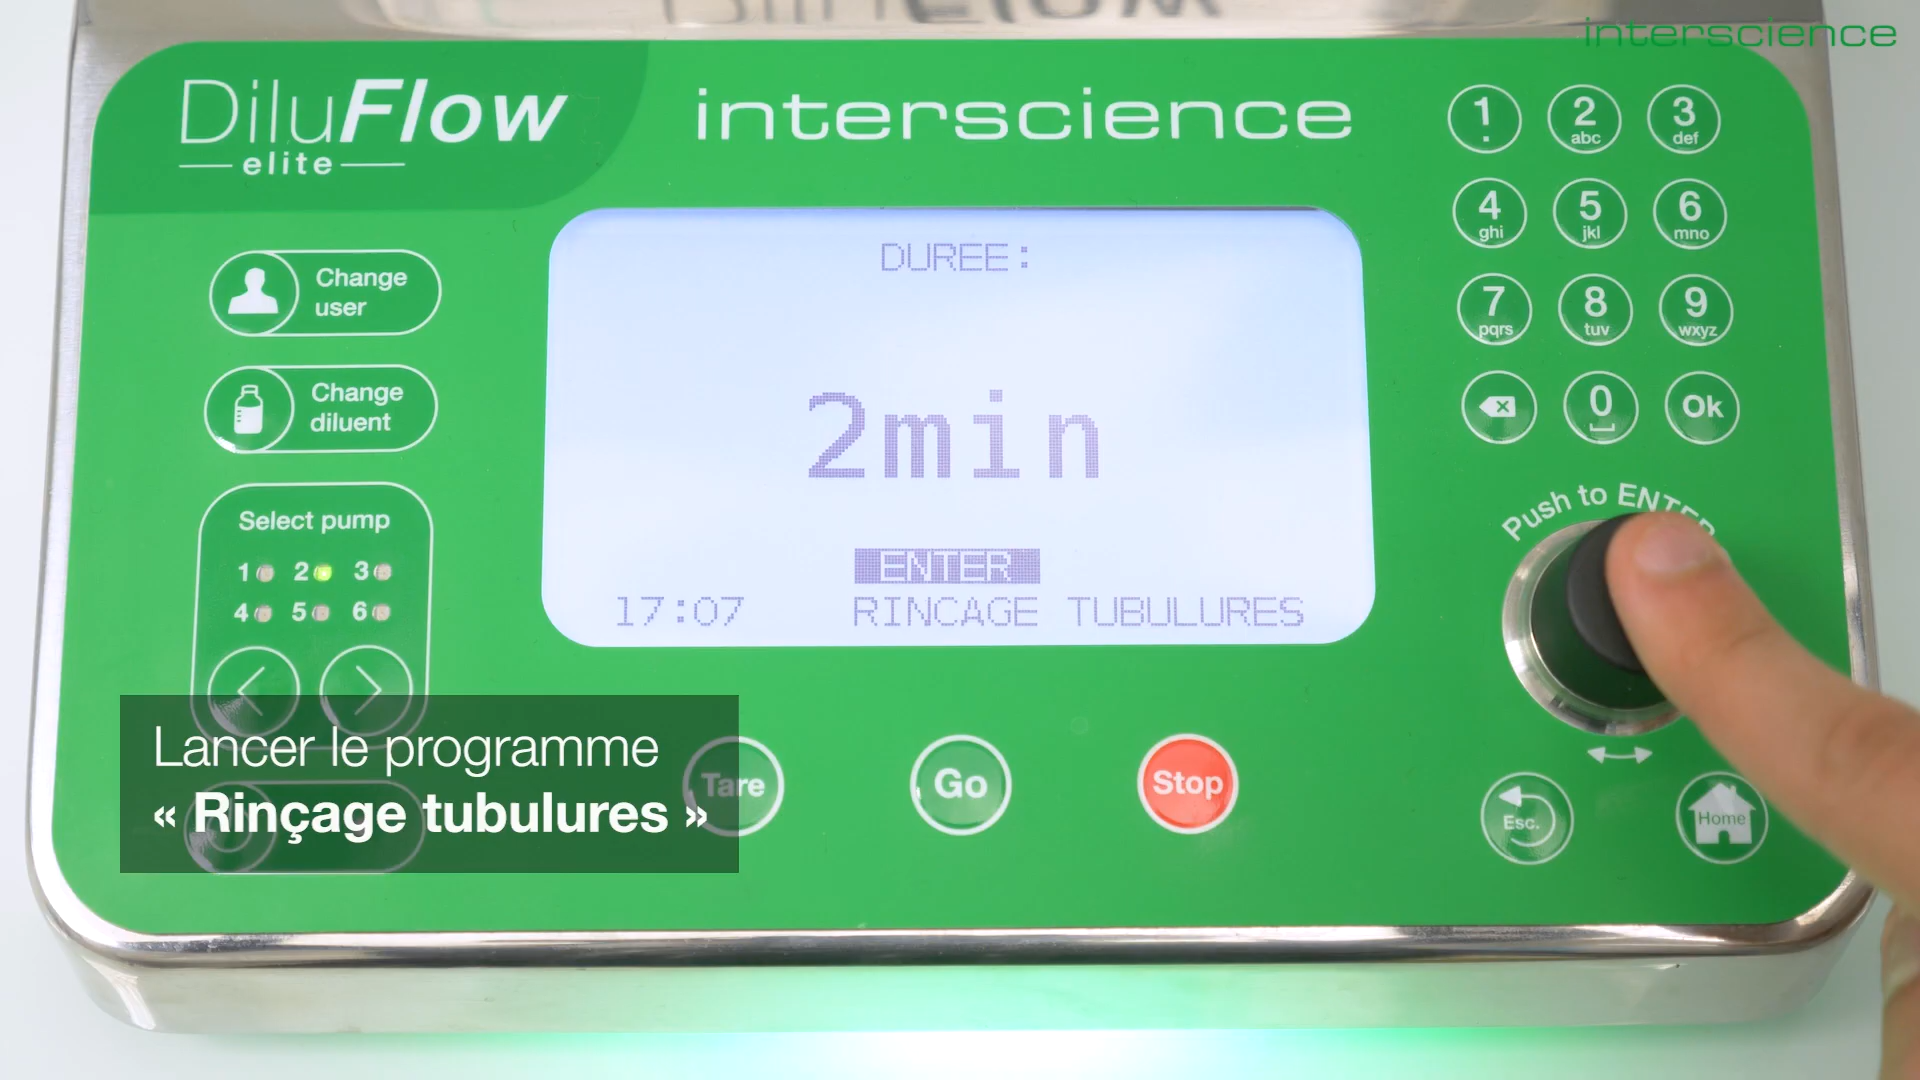 DiluFlow
interscience
interscience
elite
1
.
2
abc
3
def
4
ghi
5
jkl
6
mno
7
pqrs
8
tuv
9
wxyz
0
Ok
Change
user
Change
diluent
Select pump
1 2 3
4 5 6
DUREE:
2min
ENTER
17:07 RINCAGE TUBULURES
Push to ENTER
Tare
Go
Stop
Esc.
Home
Lancer le programme
« Rinçage tubulures »